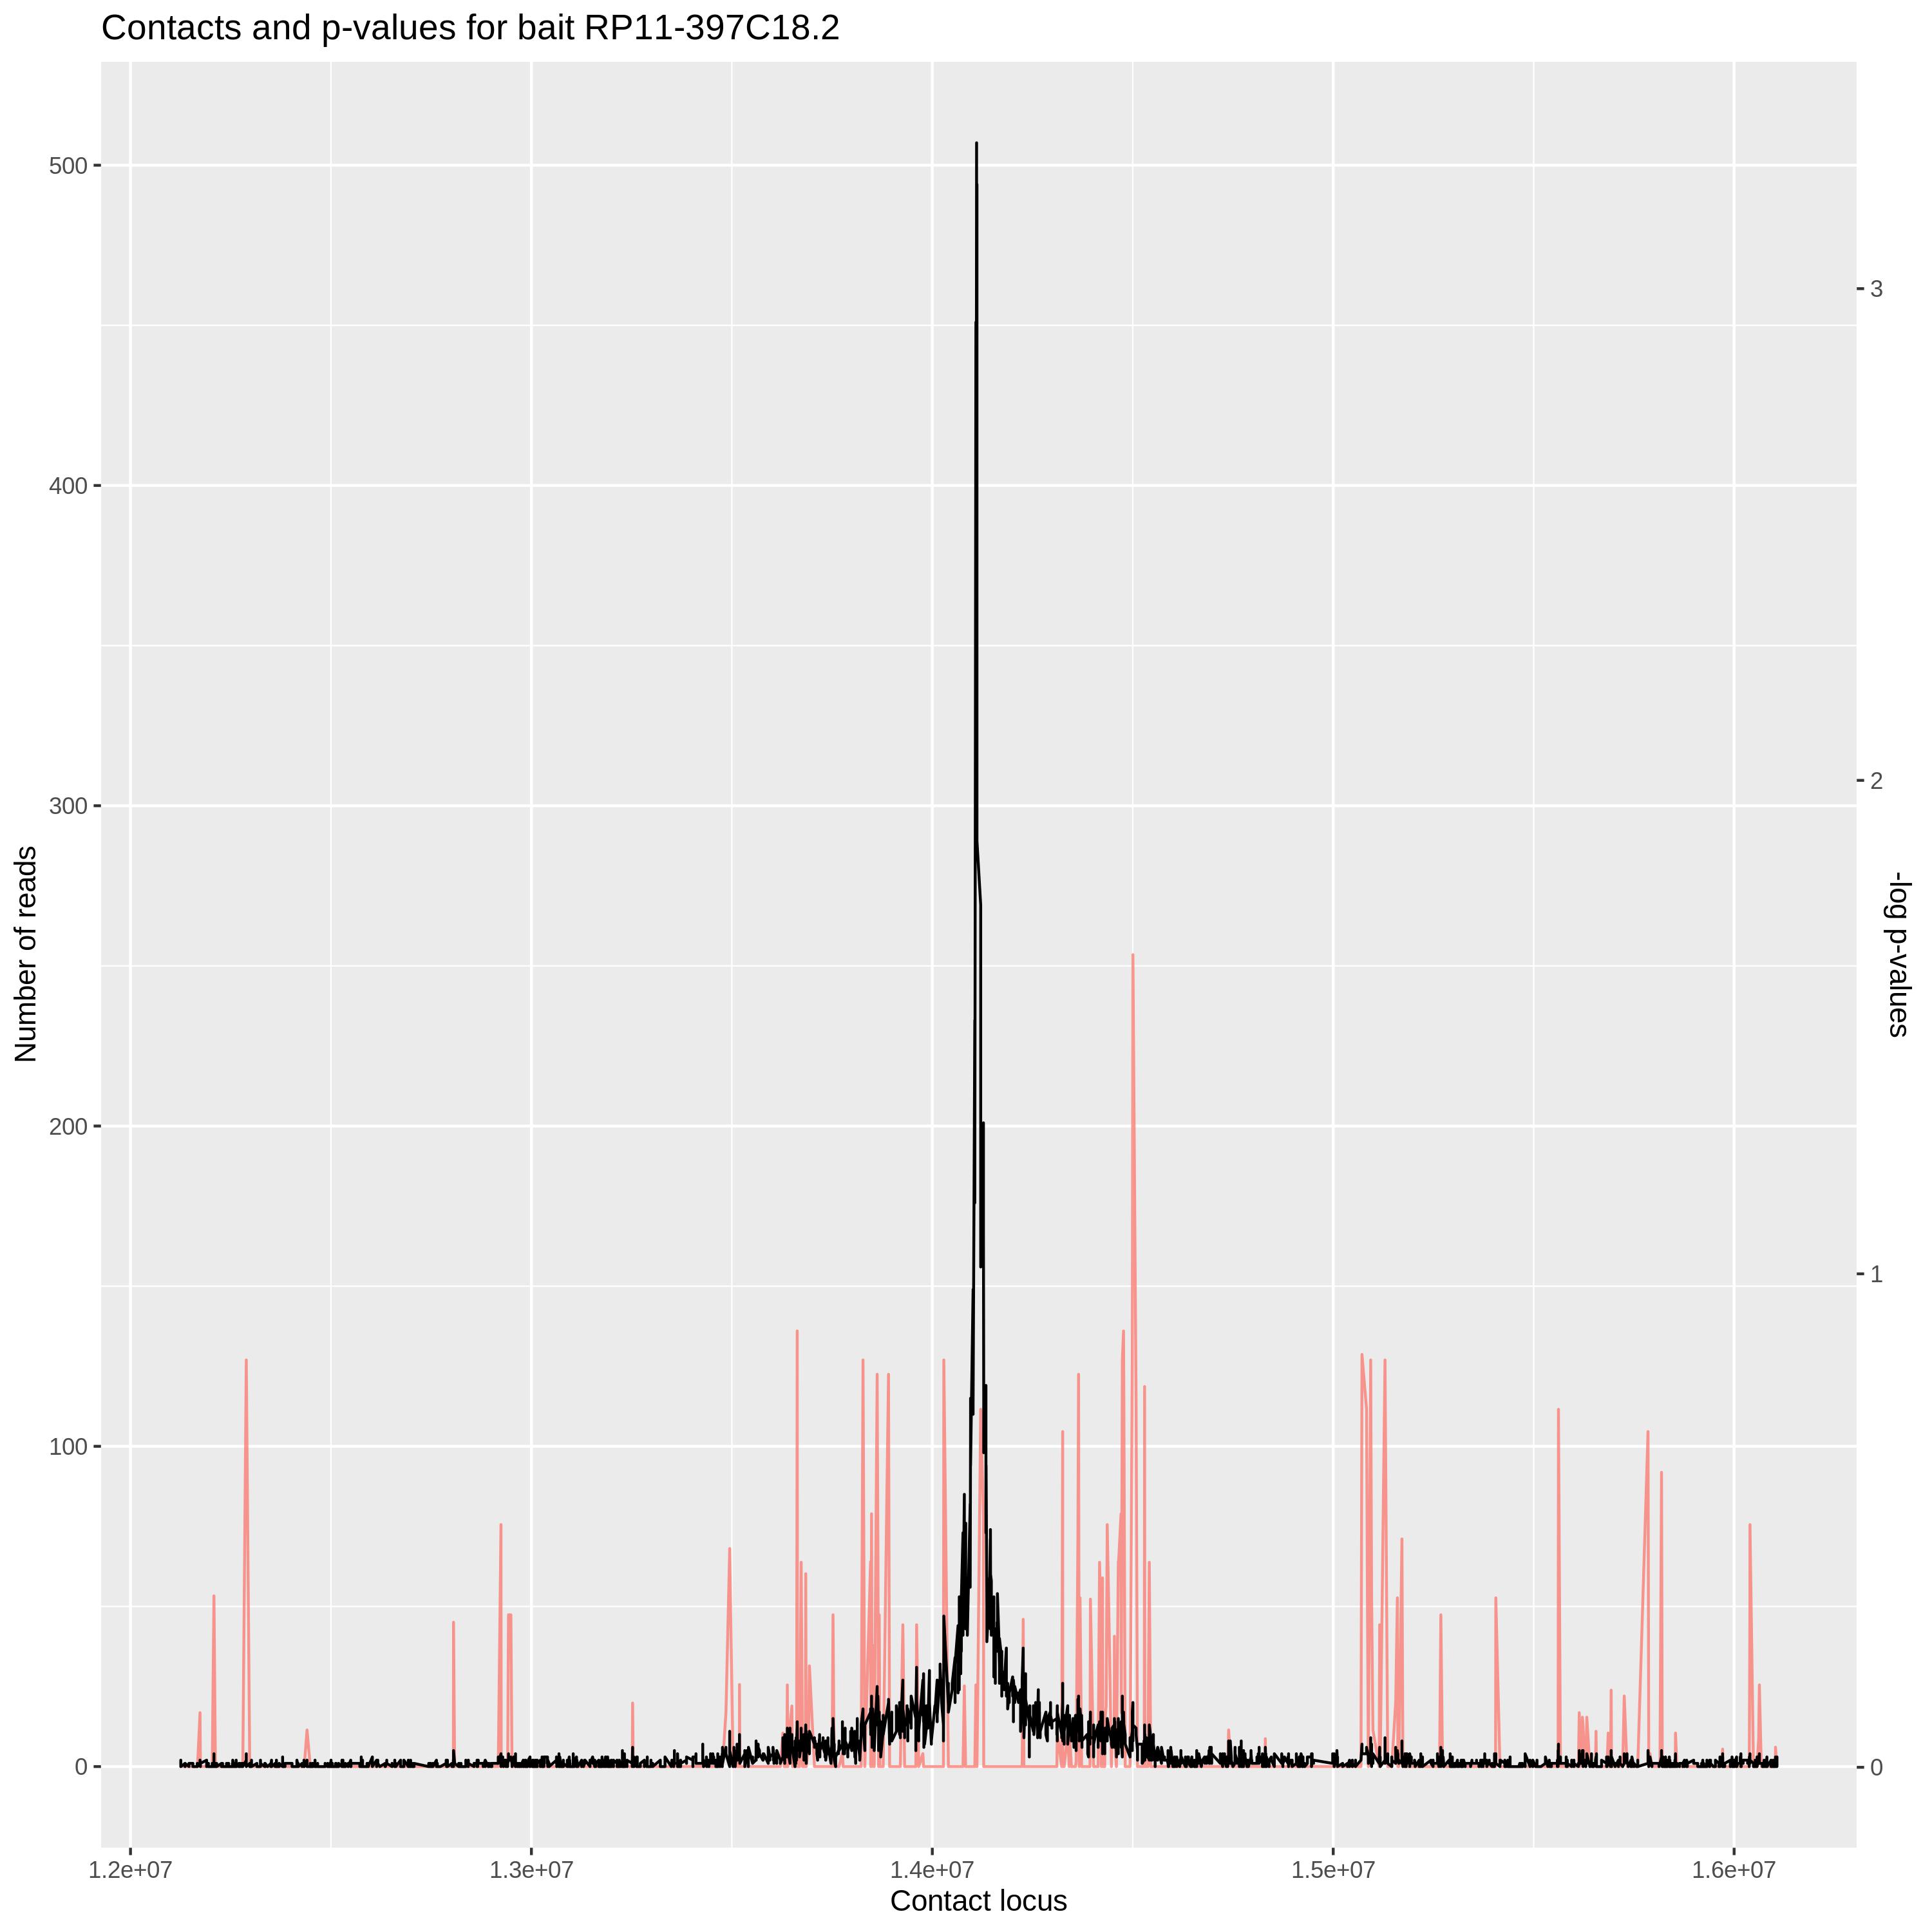 Contacts and p-values for bait RP11-397C18.2
Number of reads
500
400
300
200
100
0
3
2
1
0
-log p-values
1.2e+07
1.3e+07
1.4e+07
1.5e+07
1.6e+07
Contact locus